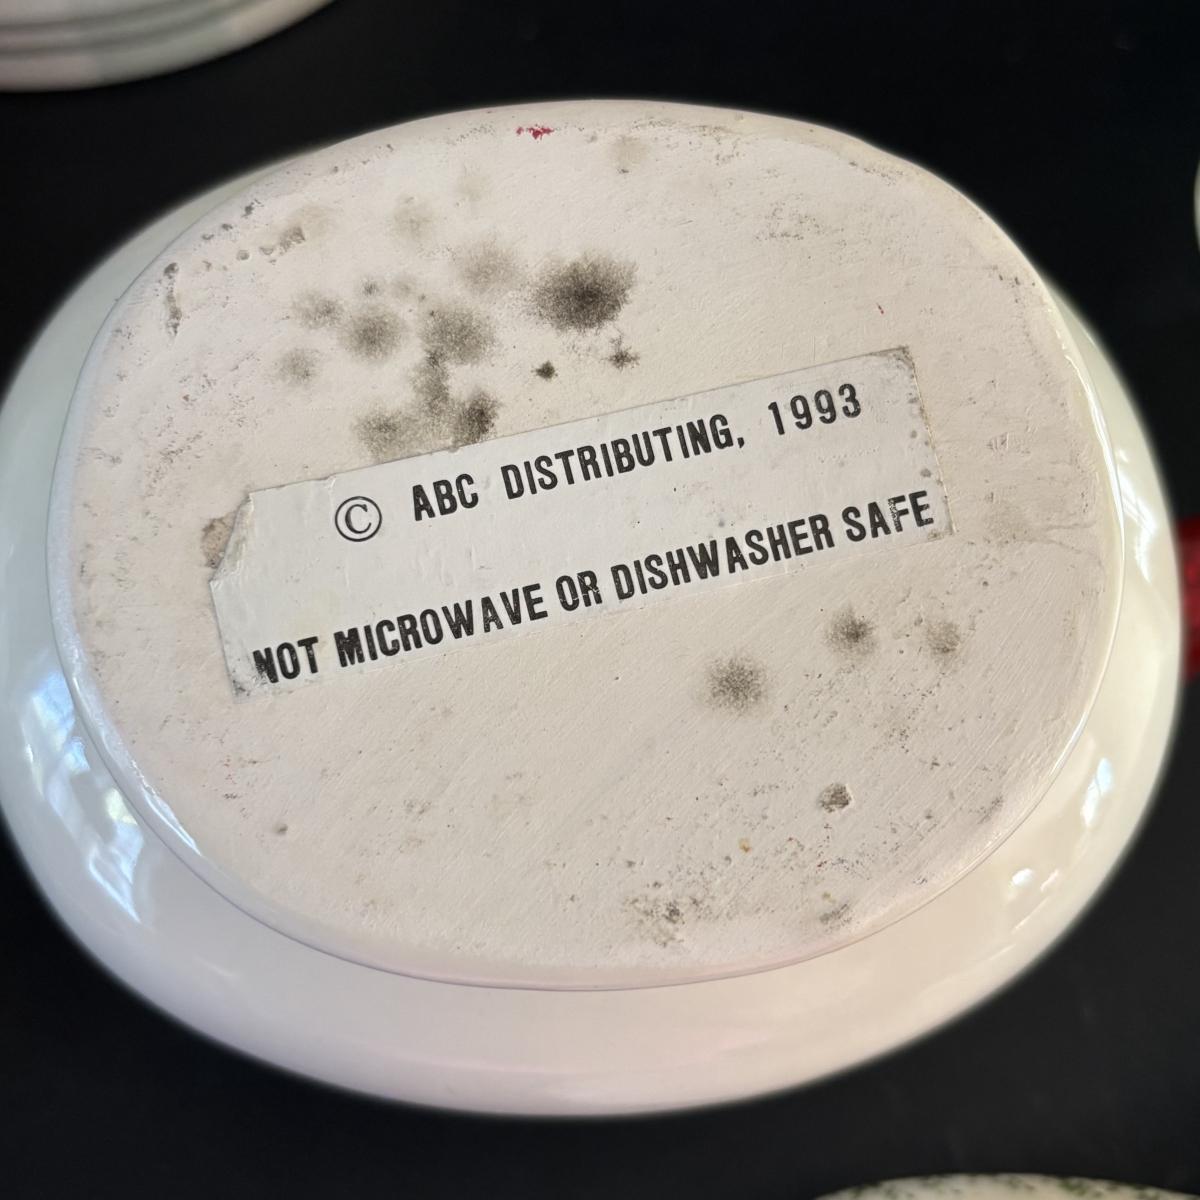 © ABC DISTRIBUTING, 1993
NOT MICROWAVE OR DISHWASHER SAFE